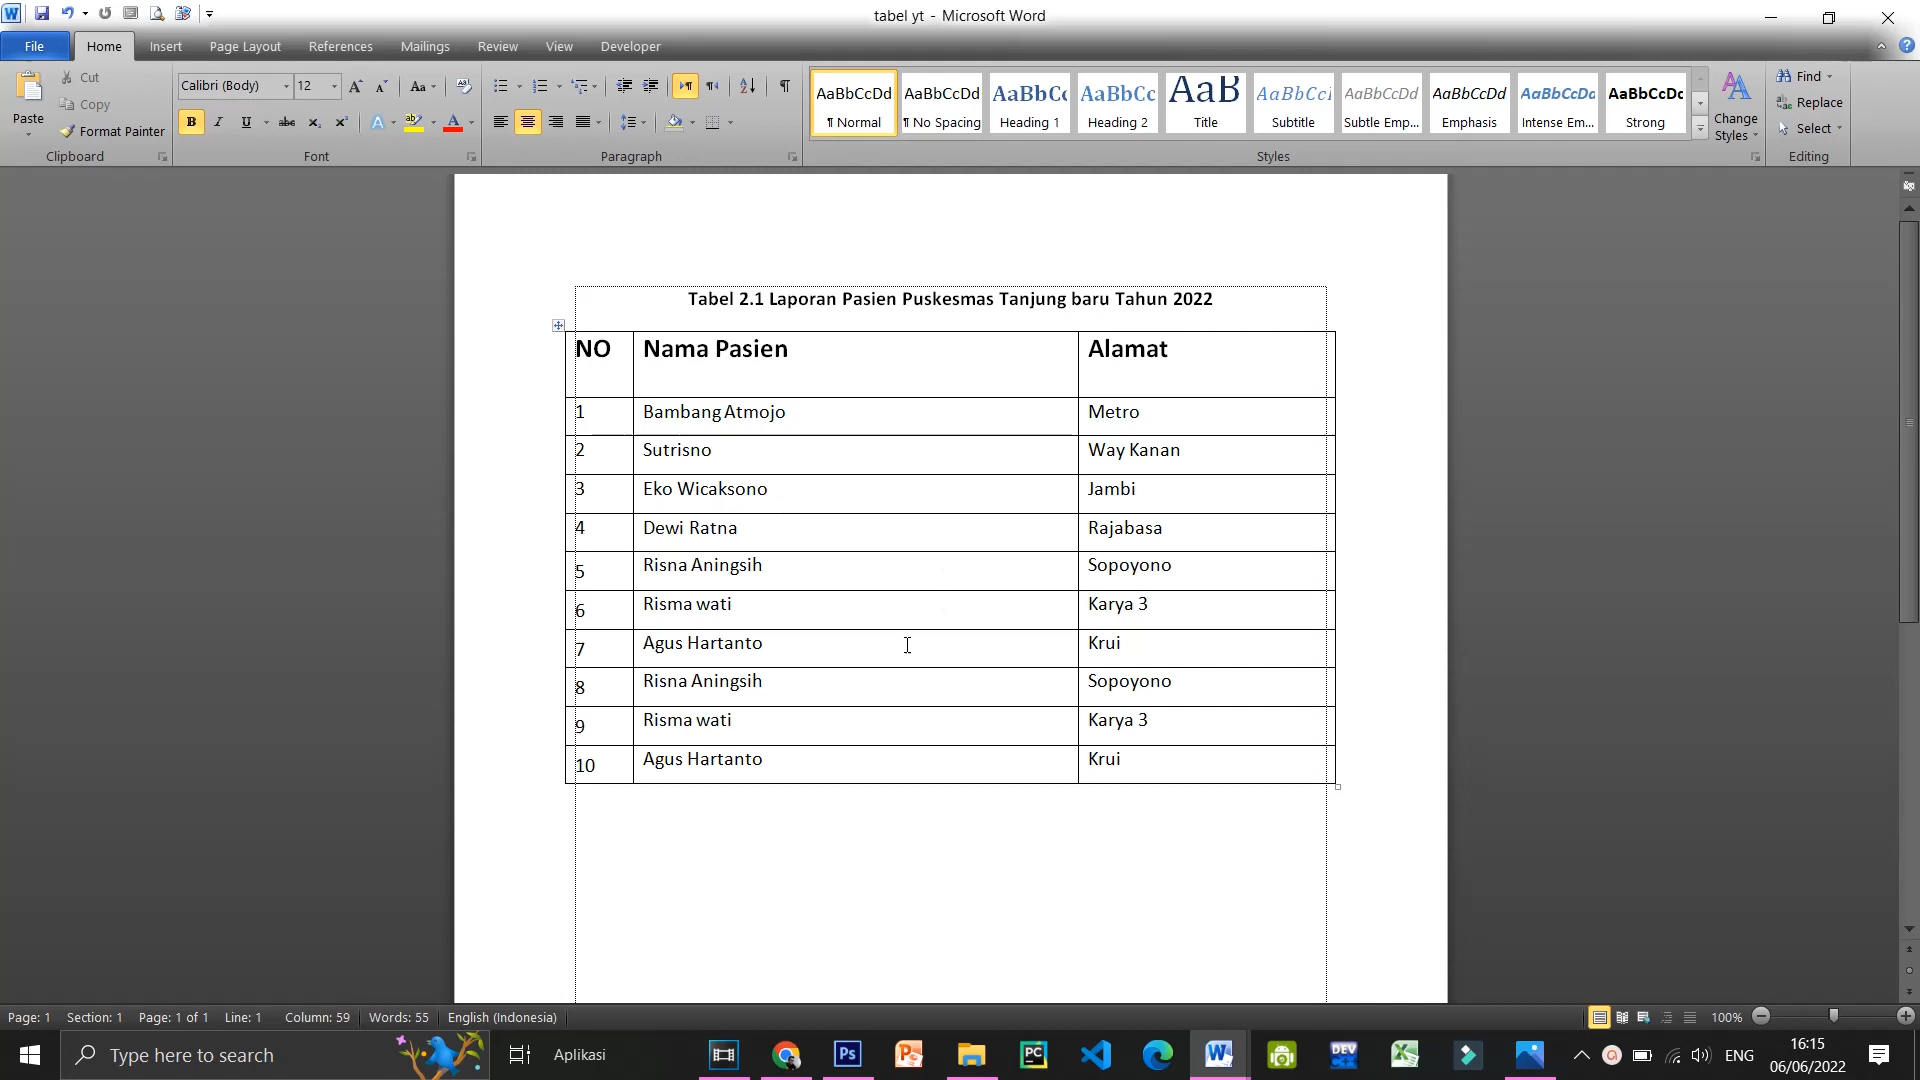 tabel yt - Microsoft Word
File Home Insert Page Layout References Mailings Review View Developer
Paste
Cut
Copy
Format Painter
Clipboard
Calibri (Body) 12
Font
Paragraph
AaBbCcDd AaBbCcDd AaBbCc AaBbCc AaB AaBbCcI AaBbCcDd AaBbCcDd AaBbCcDc AaBbCcDc
¶ Normal ¶ No Spacing Heading 1 Heading 2 Title Subtitle Subtle Emp... Emphasis Intense Em... Strong
Change
Styles
Styles
Find
Replace
Select
Editing
Tabel 2.1 Laporan Pasien Puskesmas Tanjung baru Tahun 2022
NO Nama Pasien Alamat
1 Bambang Atmojo Metro
2 Sutrisno Way Kanan
3 Eko Wicaksono Jambi
4 Dewi Ratna Rajabasa
5 Risna Aningsih Sopoyono
6 Risma wati Karya 3
7 Agus Hartanto Krui
8 Risna Aningsih Sopoyono
9 Risma wati Karya 3
10 Agus Hartanto Krui
Page: 1 Section: 1 Page: 1 of 1 Line: 1 Column: 59 Words: 55 English (Indonesia) 100%
Type here to search
Aplikasi
ENG
16:15
06/06/2022